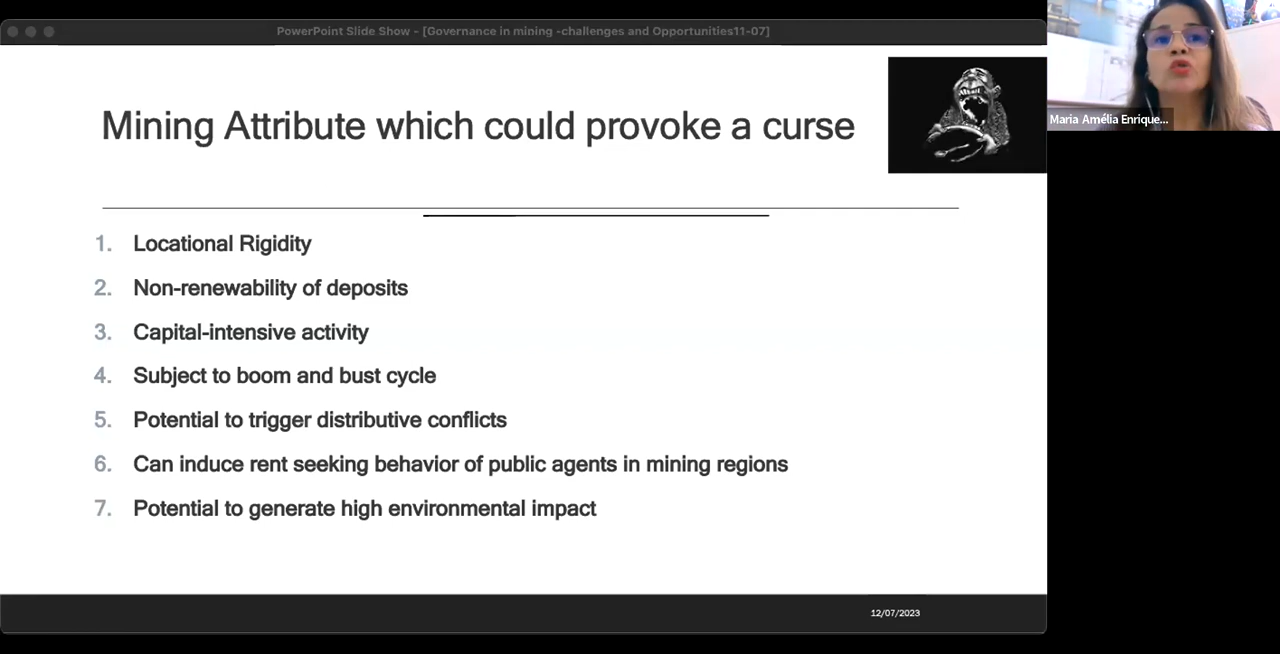 PowerPoint Slide Show - [Governance in mining -challenges and Opportunities11-07]
Mining Attribute which could provoke a curse
1. Locational Rigidity
2. Non-renewability of deposits
3. Capital-intensive activity
4. Subject to boom and bust cycle
5. Potential to trigger distributive conflicts
6. Can induce rent seeking behavior of public agents in mining regions
7. Potential to generate high environmental impact
12/07/2023
Maria Amélia Enrique...